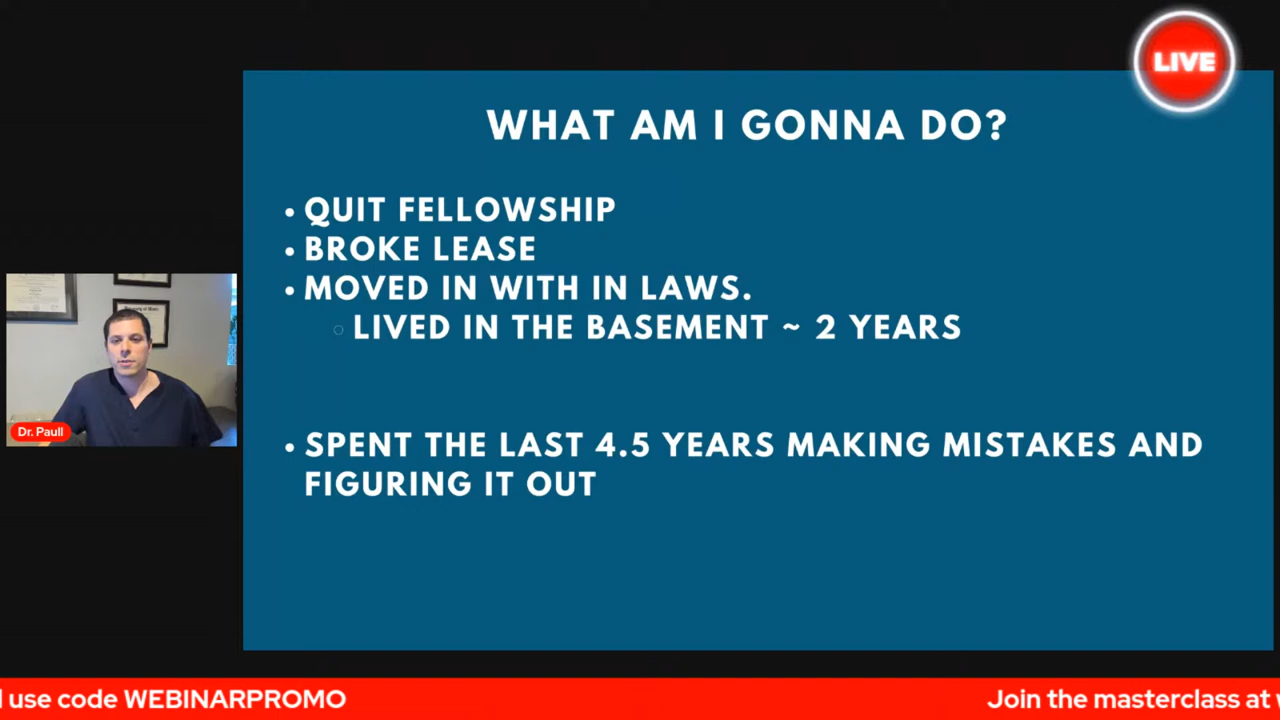 LIVE
WHAT AM I GONNA DO?
• QUIT FELLOWSHIP
• BROKE LEASE
• MOVED IN WITH IN LAWS.
○ LIVED IN THE BASEMENT ~ 2 YEARS
• SPENT THE LAST 4.5 YEARS MAKING MISTAKES AND
FIGURING IT OUT
Dr. Paull
use code WEBINARPROMO
Join the masterclass at